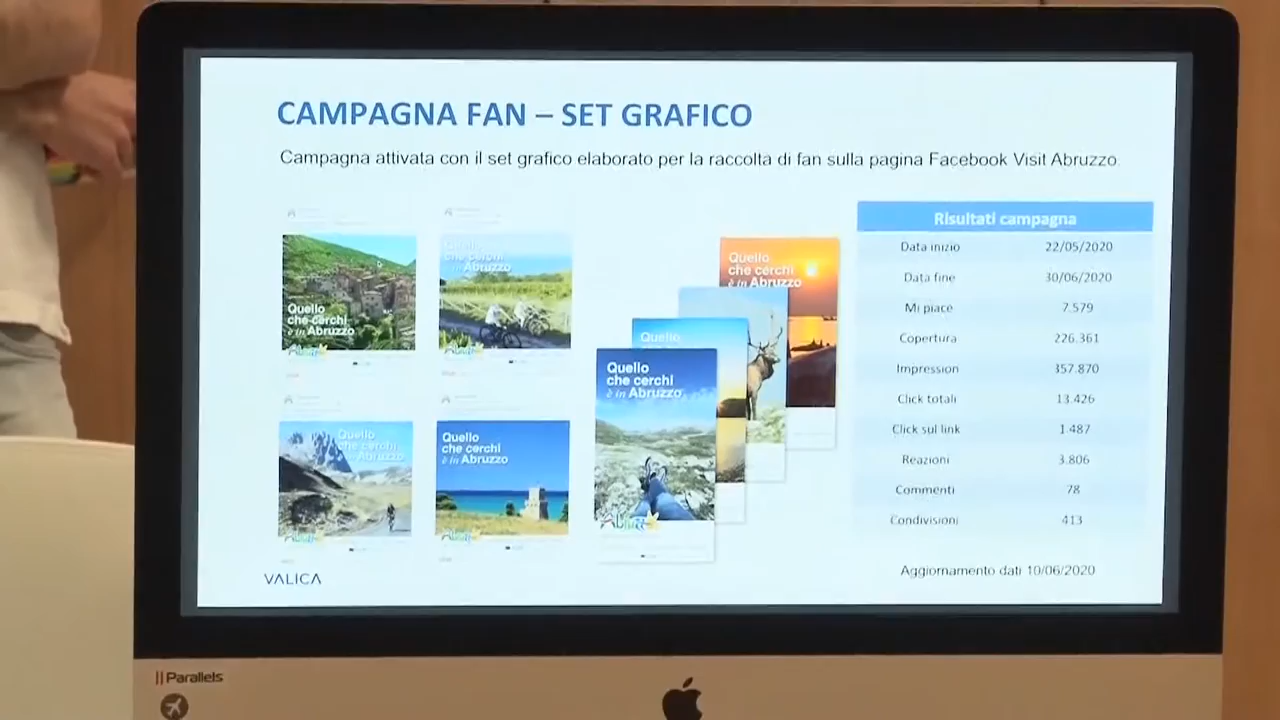 CAMPAGNA FAN – SET GRAFICO
Campagna attivata con il set grafico elaborato per la raccolta di fan sulla pagina Facebook Visit Abruzzo
Quello
che cerchi
è in Abruzzo
Quello
che cerchi
è in Abruzzo
Quello
che cerchi
è in Abruzzo
Quello
che cerchi
è in Abruzzo
Quello
che cerchi
è in Abruzzo
Quello
Quello
che cerchi
è in Abruzzo
Abruzzo
VALICA
Risultati campagna
Data inizio 22/05/2020
Data fine 30/06/2020
Mi piace 7.579
Copertura 226.361
Impression 357.870
Click totali 13.426
Click sul link 1.487
Reazioni 3.806
Commenti 78
Condivisioni 413
Aggiornamento dati 10/06/2020
Parallels